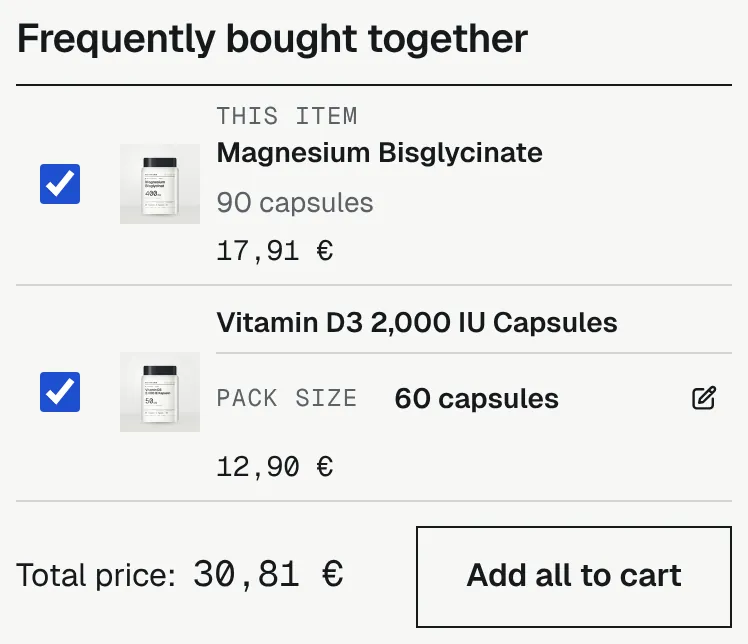 Frequently bought together
THIS ITEM
Magnesium Bisglycinate
90 capsules
17,91 €
Vitamin D3 2,000 IU Capsules
PACK SIZE 60 capsules
12,90 €
Total price: 30,81 €
Add all to cart